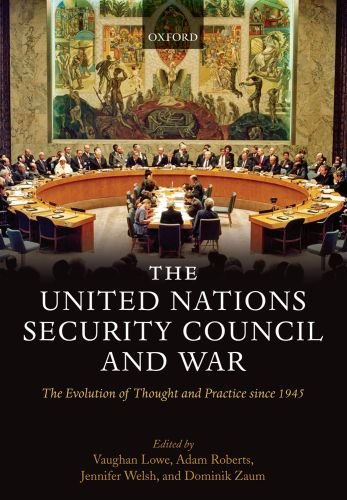 OXFORD
THE
UNITED NATIONS
SECURITY COUNCIL
AND WAR
The Evolution of Thought and Practice since 1945
Edited by
Vaughan Lowe, Adam Roberts,
Jennifer Welsh, and Dominik Zaum